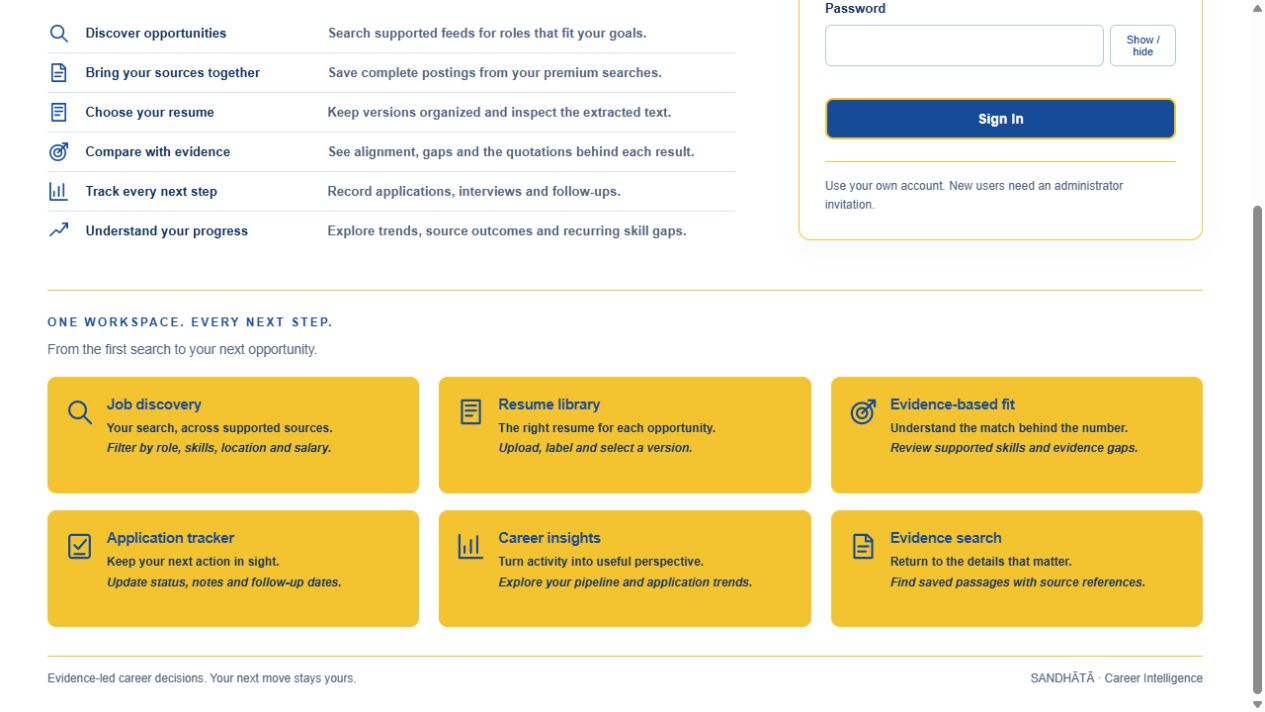 Discover opportunities Search supported feeds for roles that fit your goals.
Bring your sources together Save complete postings from your premium searches.
Choose your resume Keep versions organized and inspect the extracted text.
Compare with evidence See alignment, gaps and the quotations behind each result.
Track every next step Record applications, interviews and follow-ups.
Understand your progress Explore trends, source outcomes and recurring skill gaps.
Password
Show /
hide
Sign In
Use your own account. New users need an administrator
invitation.
ONE WORKSPACE. EVERY NEXT STEP.
From the first search to your next opportunity.
Job discovery
Your search, across supported sources.
Filter by role, skills, location and salary.
Resume library
The right resume for each opportunity.
Upload, label and select a version.
Evidence-based fit
Understand the match behind the number.
Review supported skills and evidence gaps.
Application tracker
Keep your next action in sight.
Update status, notes and follow-up dates.
Career insights
Turn activity into useful perspective.
Explore your pipeline and application trends.
Evidence search
Return to the details that matter.
Find saved passages with source references.
Evidence-led career decisions. Your next move stays yours.
SANDHĀTĀ · Career Intelligence